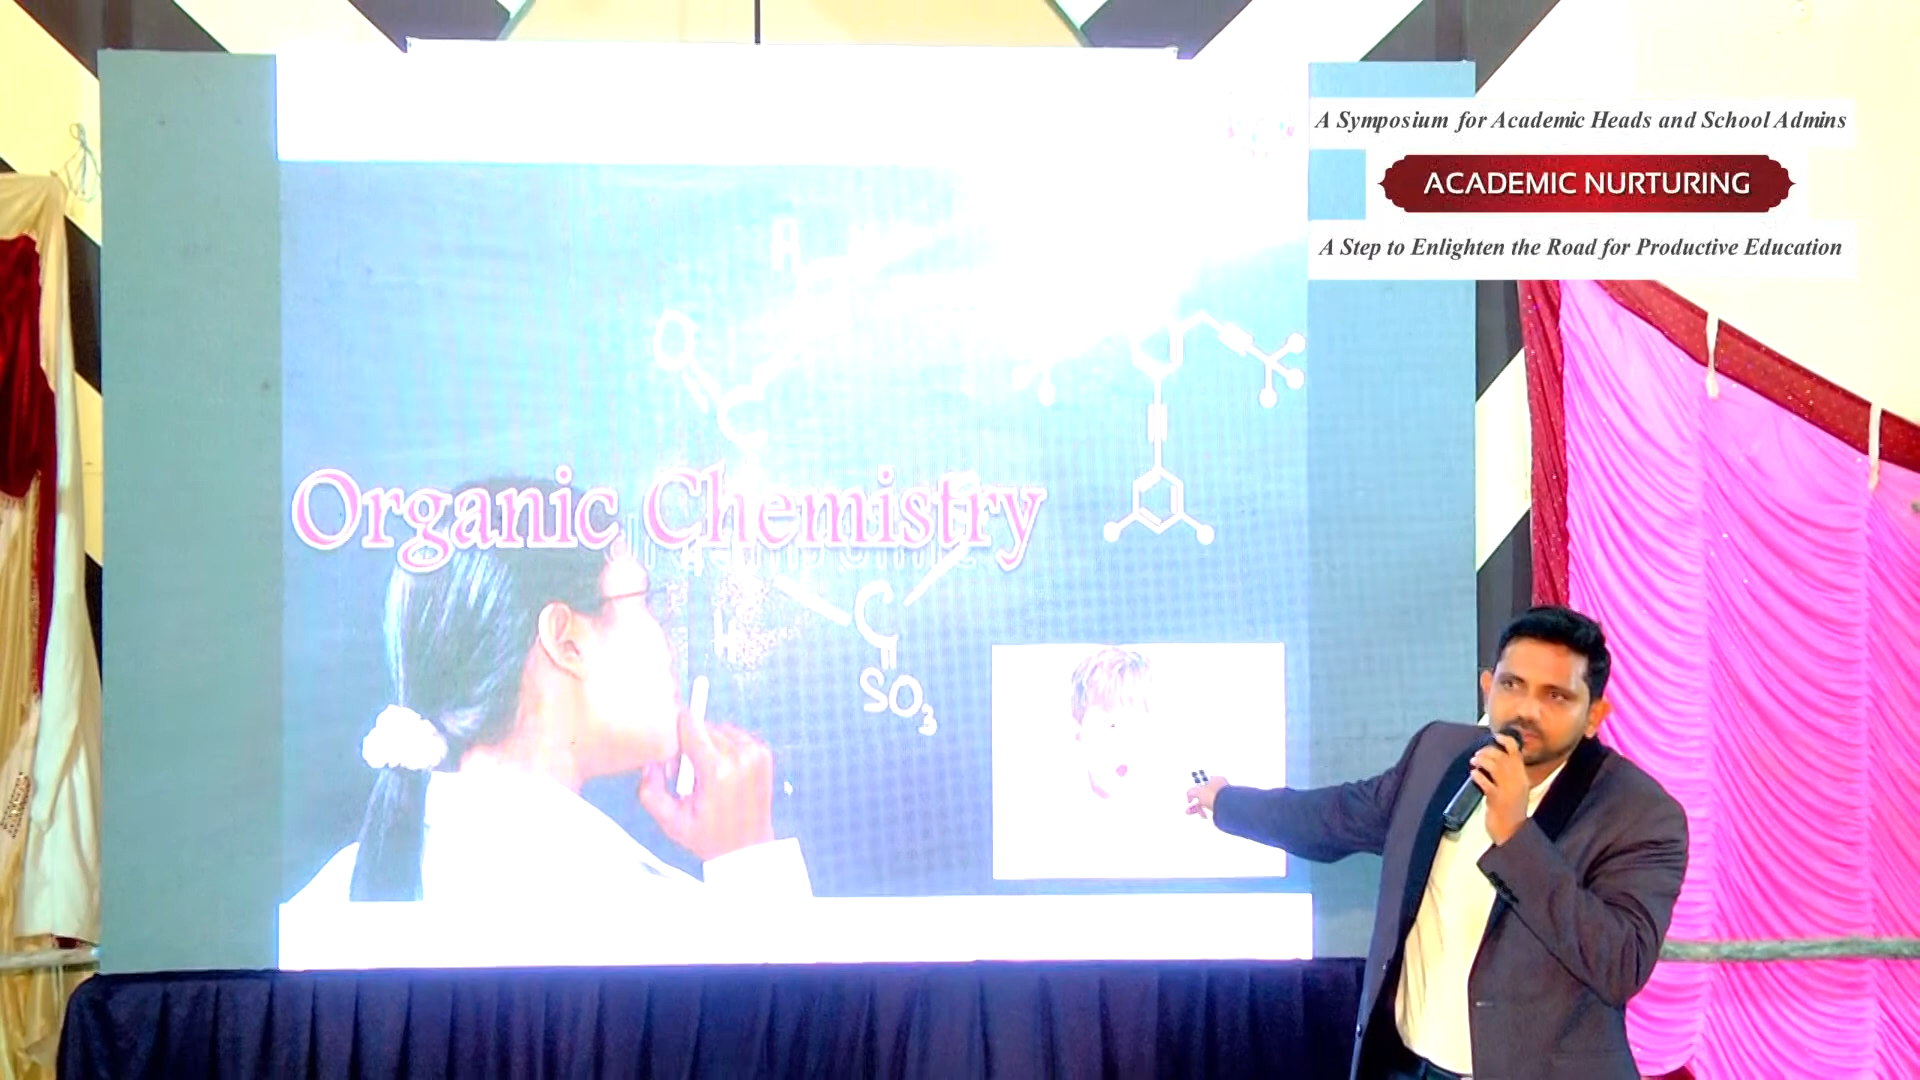 A Symposium for Academic Heads and School Admins
ACADEMIC NURTURING
A Step to Enlighten the Road for Productive Education
H
O
C
Organic Chemistry
H
C
SO3